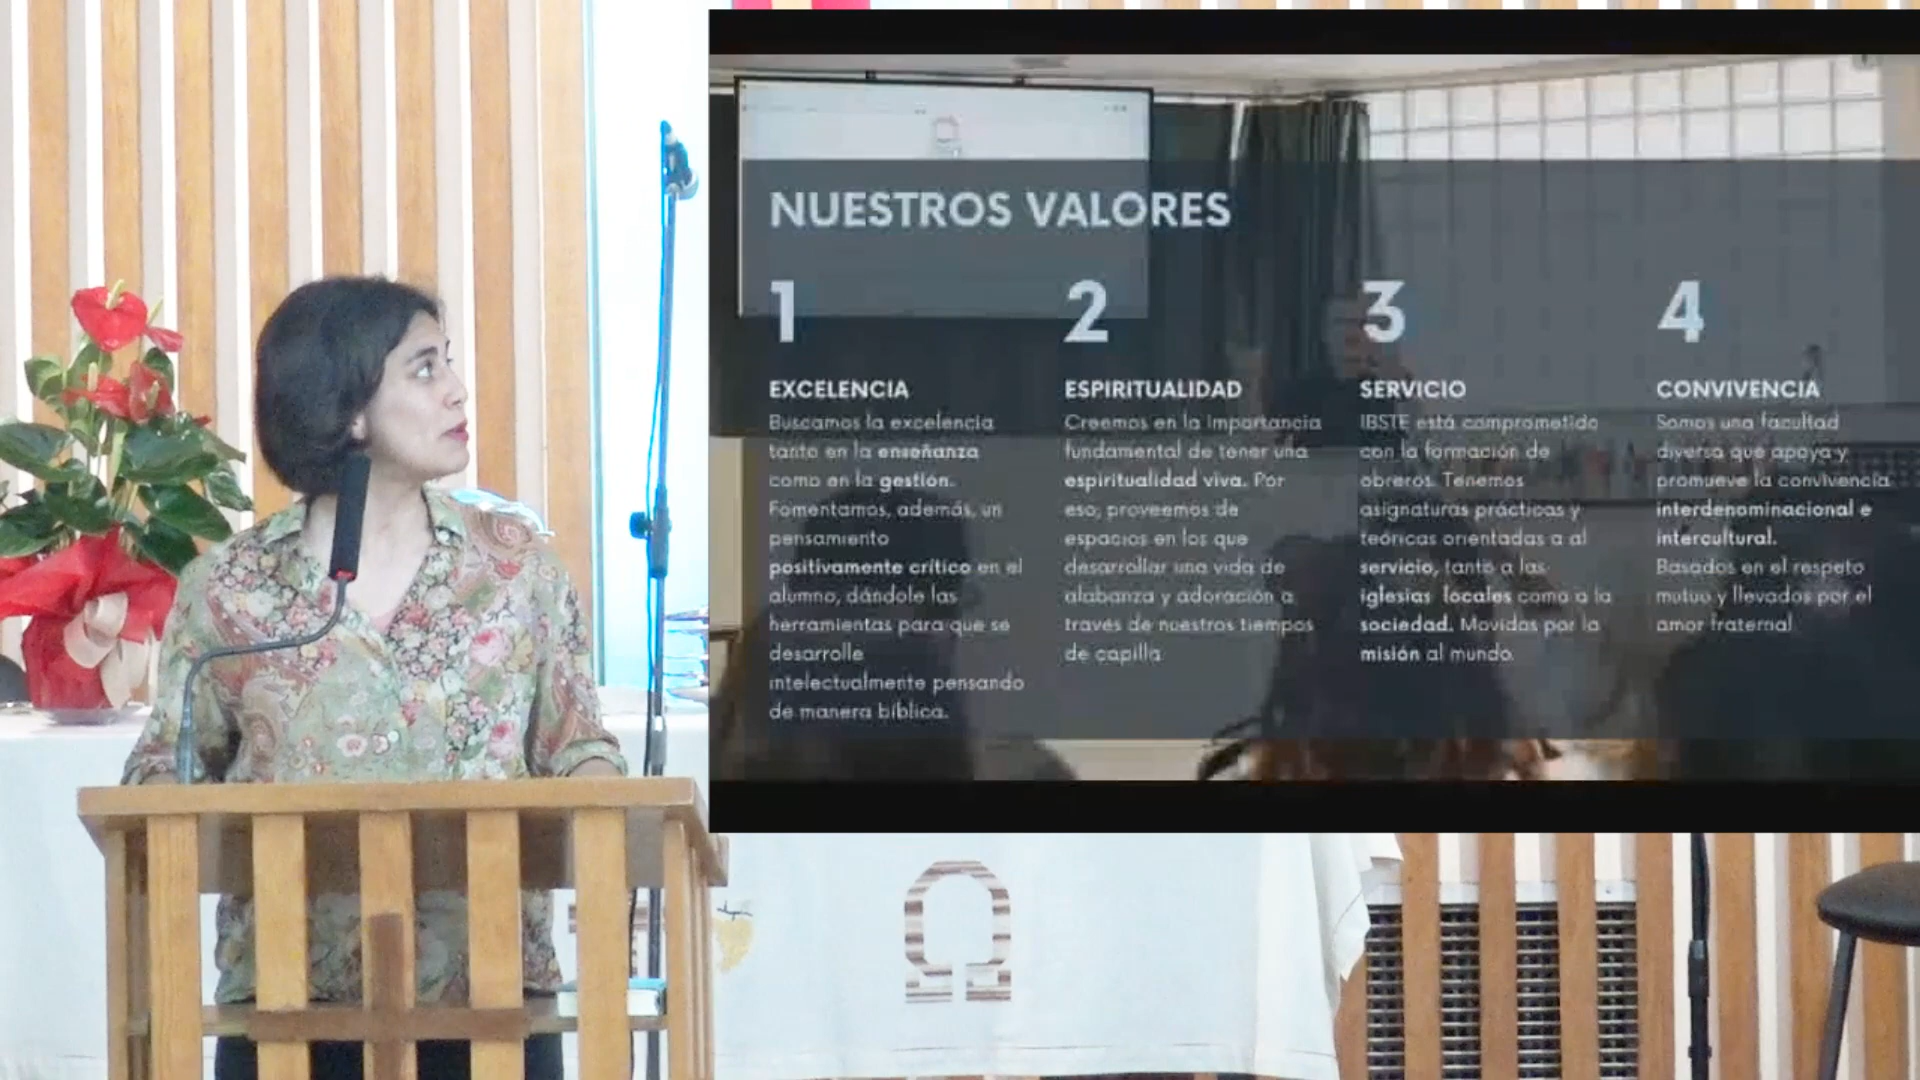 NUESTROS VALORES
1
EXCELENCIA
Buscamos la excelencia
tanto en la enseñanza
como en la gestión.
Fomentamos, además, un
pensamiento
positivamente crítico en el
alumno, dándole las
herramientas para que se
desarrolle
intelectualmente pensando
de manera bíblica.
2
ESPIRITUALIDAD
Creemos en la importancia
fundamental de tener una
espiritualidad viva. Por
eso, proveemos de
espacios en los que
desarrollar una vida de
alabanza y adoración a
través de nuestros tiempos
de capilla
3
SERVICIO
IBSTE está comprometido
con la formación de
obreros. Tenemos
asignaturas prácticas y
teóricas orientadas a al
servicio, tanto a las
iglesias locales como a la
sociedad. Movidos por la
misión al mundo.
4
CONVIVENCIA
Somos una facultad
diversa que apoya y
promueve la convivencia
interdenominacional e
intercultural.
Basados en el respeto
mutuo y llevados por el
amor fraternal
Ω